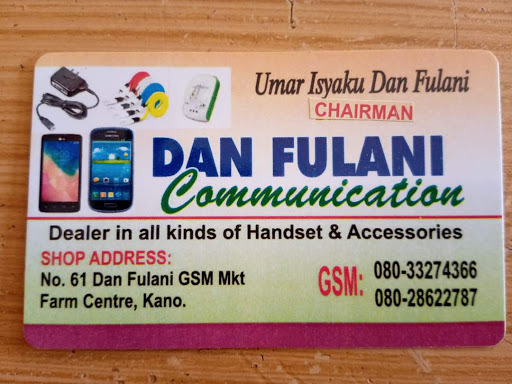 Umar Isyaku Dan Fulani
CHAIRMAN
DAN FULANI
Communication
Dealer in all kinds of Handset & Accessories
SHOP ADDRESS:
No. 61 Dan Fulani GSM Mkt
Farm Centre, Kano.
GSM: 080-33274366
080-28622787